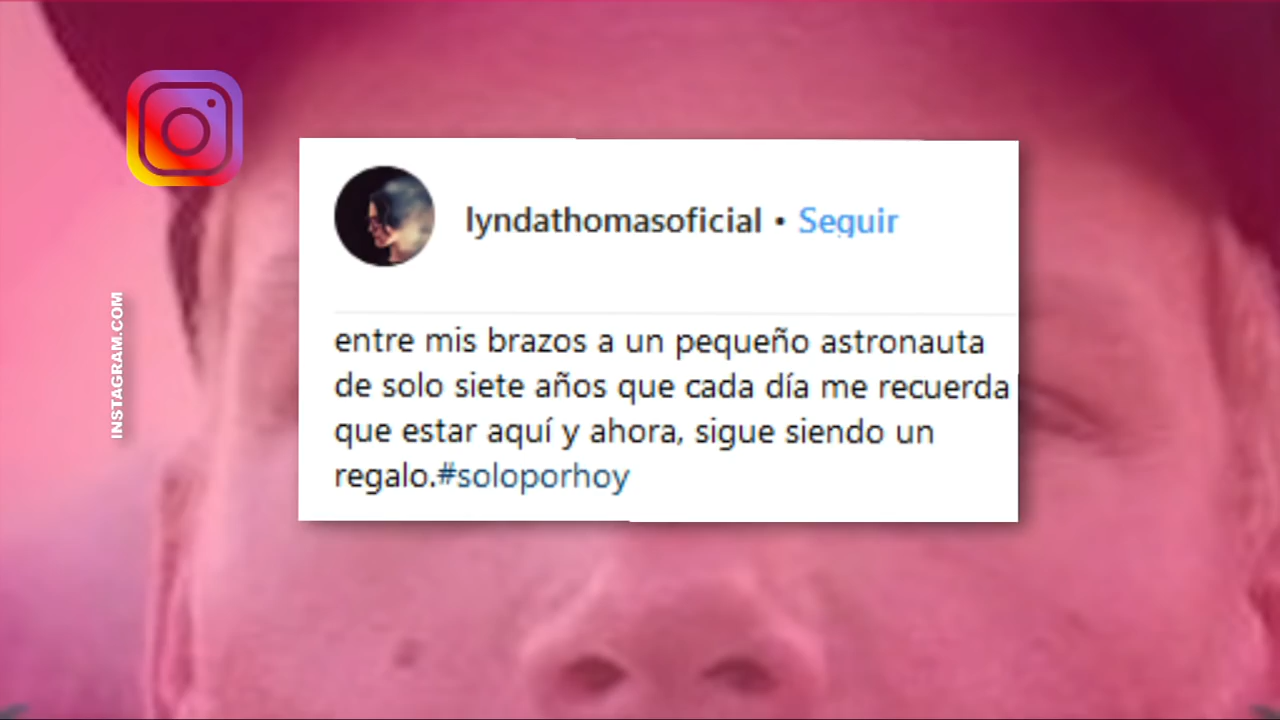 INSTAGRAM.COM
lyndathomasoficial • Seguir
entre mis brazos a un pequeño astronauta
de solo siete años que cada día me recuerda
que estar aquí y ahora, sigue siendo un
regalo.#soloporhoy